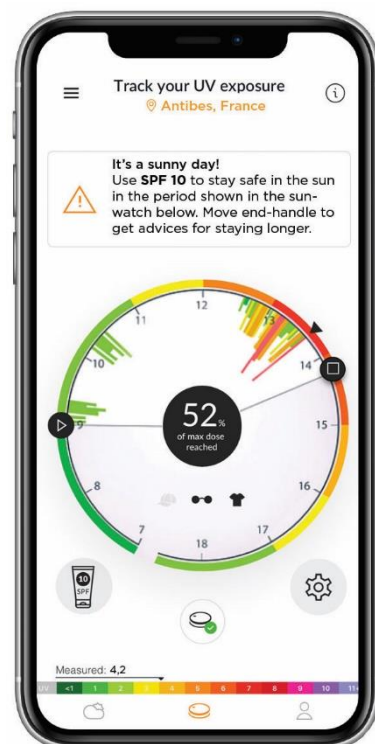 Track your UV exposure
Antibes, France
It's a sunny day!
Use SPF 10 to stay safe in the sun
in the period shown in the sun-
watch below. Move end-handle to
get advices for staying longer.
12
11
13
10
14
52%
of max dose
reached
9
15
8
16
7
17
18
10
SPF
Measured: 4,2
UV <1 1 2 3 4 5 6 7 8 9 10 11+